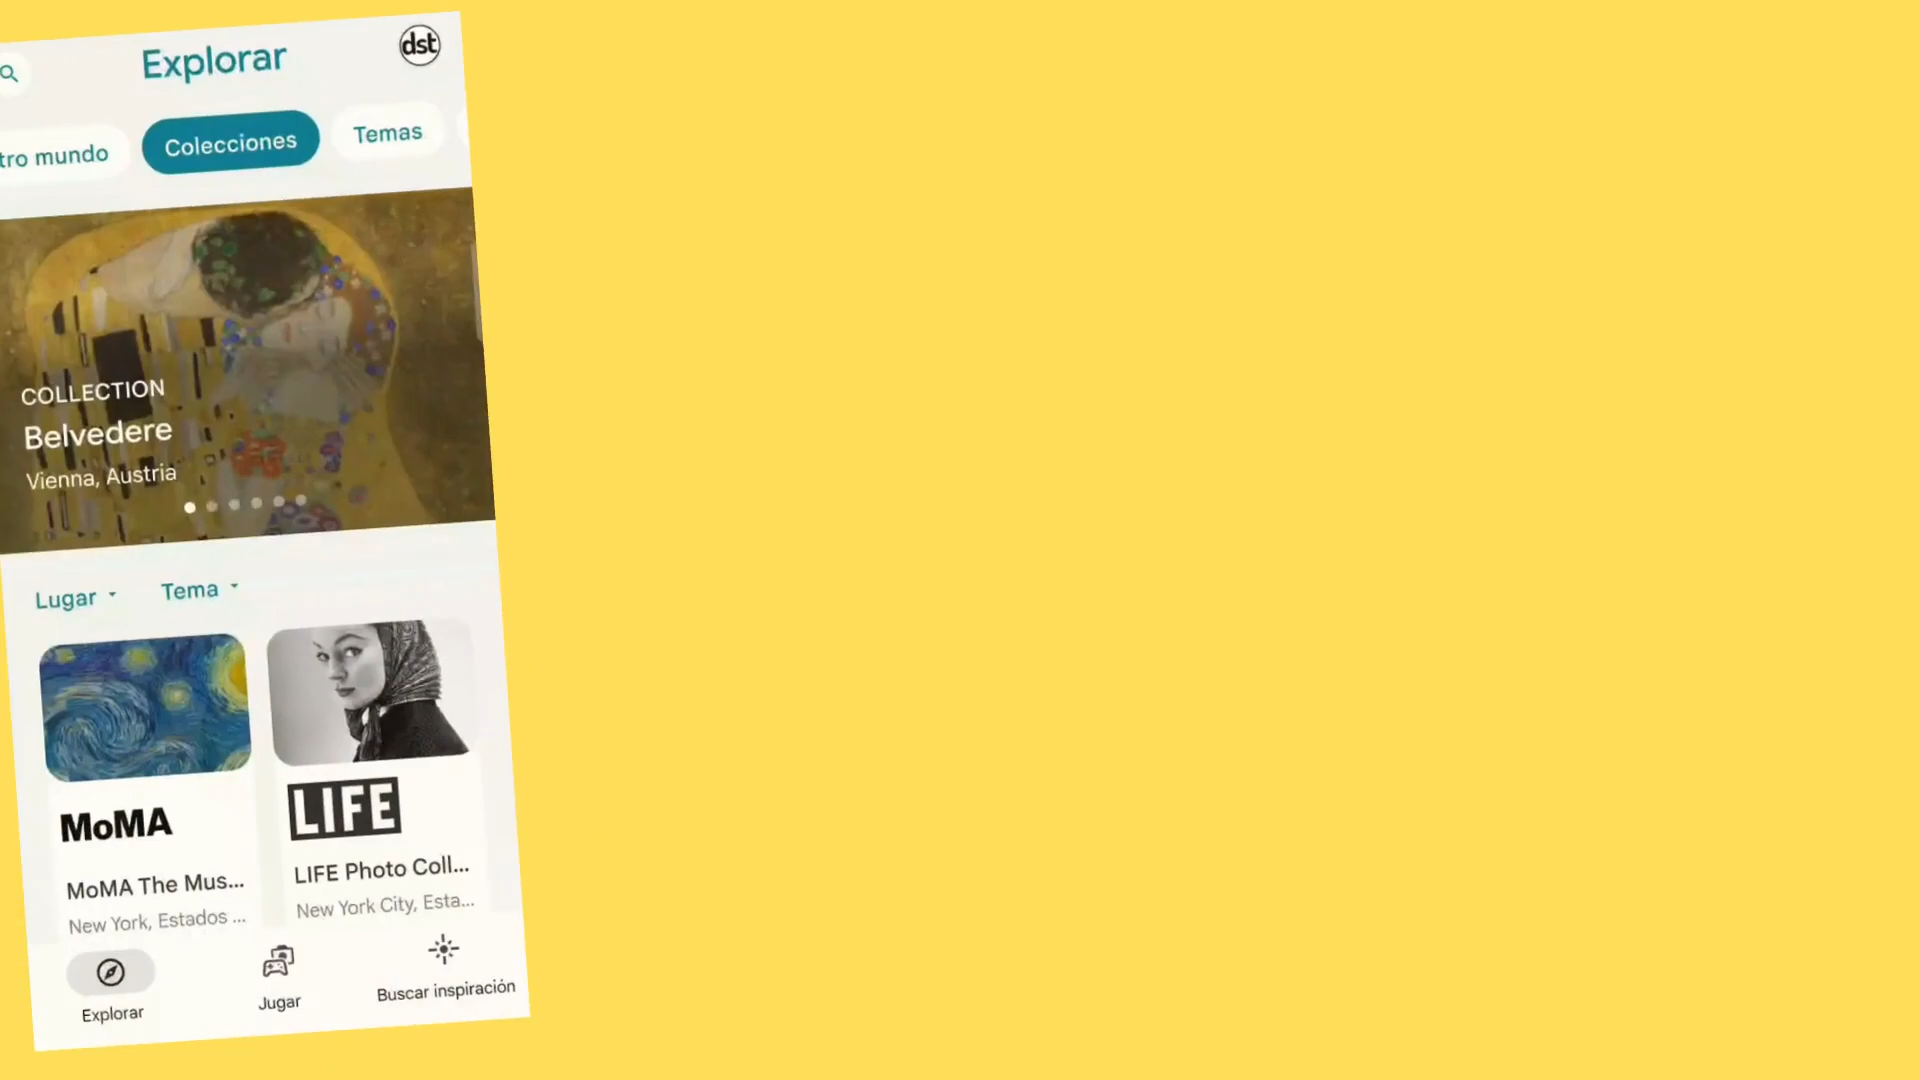 Explorar
dst
tro mundo
Colecciones
Temas
COLLECTION
Belvedere
Vienna, Austria
Lugar
Tema
MoMA
LIFE
MoMA The Mus...
LIFE Photo Coll...
New York, Estados ...
New York City, Esta...
Explorar
Jugar
Buscar inspiración